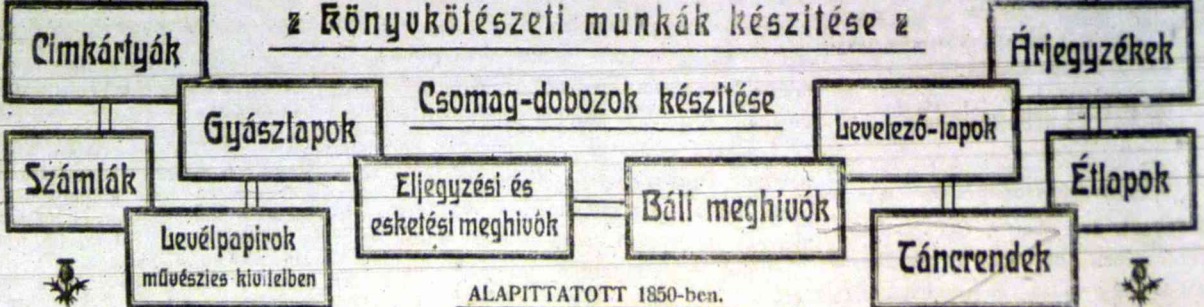 Könyvkötészeti munkák készitése
Cimkártyák
Árjegyzékek
Csomag-dobozok készitése
Gyászlapok
Levelező-lapok
Számlák
Eljegyzési és
esketési meghivók
Báli meghivók
Étlapok
Levélpapirok
művészies kivitelben
Táncrendek
ALAPITTATOTT 1850-ben.